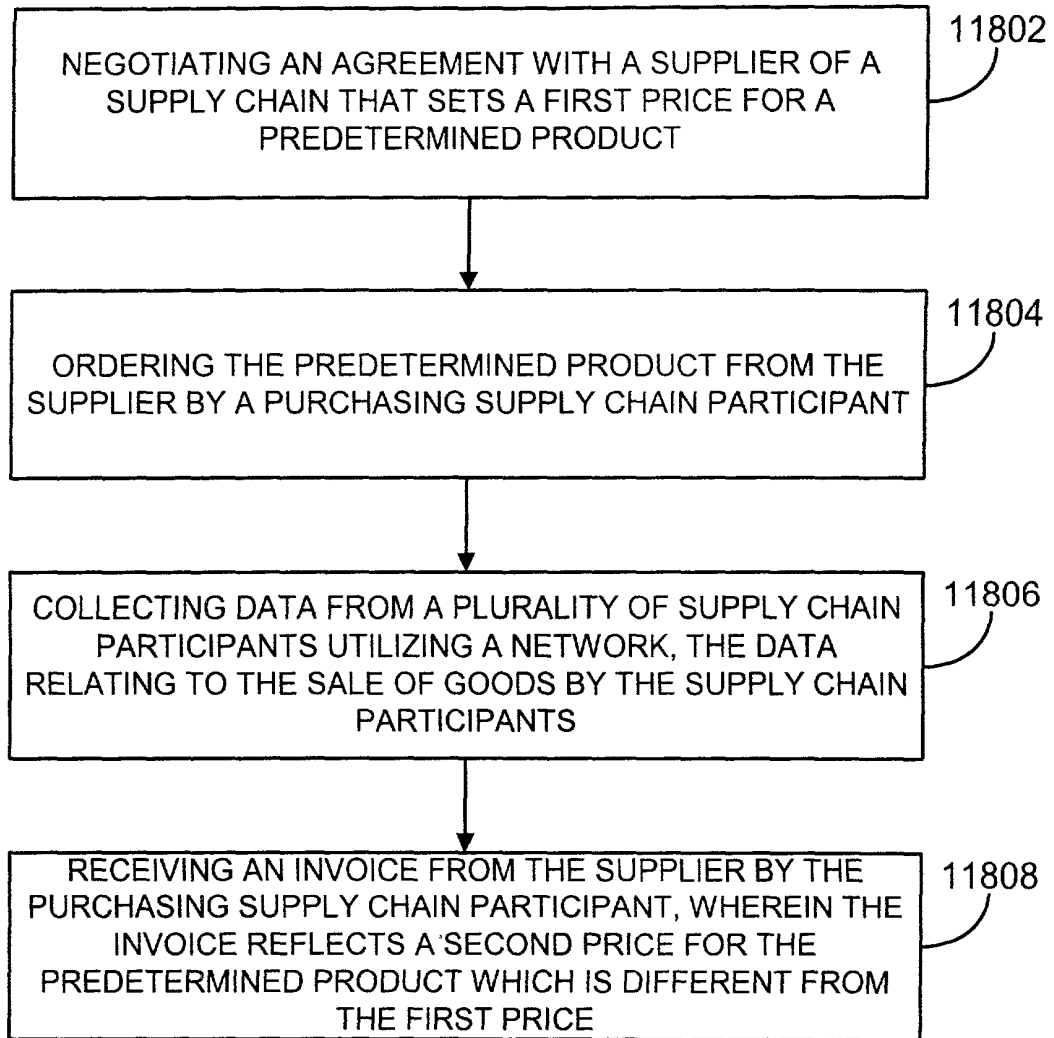 11802
NEGOTIATING AN AGREEMENT WITH A SUPPLIER OF A
SUPPLY CHAIN THAT SETS A FIRST PRICE FOR A
PREDETERMINED PRODUCT
11804
ORDERING THE PREDETERMINED PRODUCT FROM THE
SUPPLIER BY A PURCHASING SUPPLY CHAIN PARTICIPANT
11806
COLLECTING DATA FROM A PLURALITY OF SUPPLY CHAIN
PARTICIPANTS UTILIZING A NETWORK, THE DATA
RELATING TO THE SALE OF GOODS BY THE SUPPLY CHAIN
PARTICIPANTS
11808
RECEIVING AN INVOICE FROM THE SUPPLIER BY THE
PURCHASING SUPPLY CHAIN PARTICIPANT, WHEREIN THE
INVOICE REFLECTS A SECOND PRICE FOR THE
PREDETERMINED PRODUCT WHICH IS DIFFERENT FROM
THE FIRST PRICE